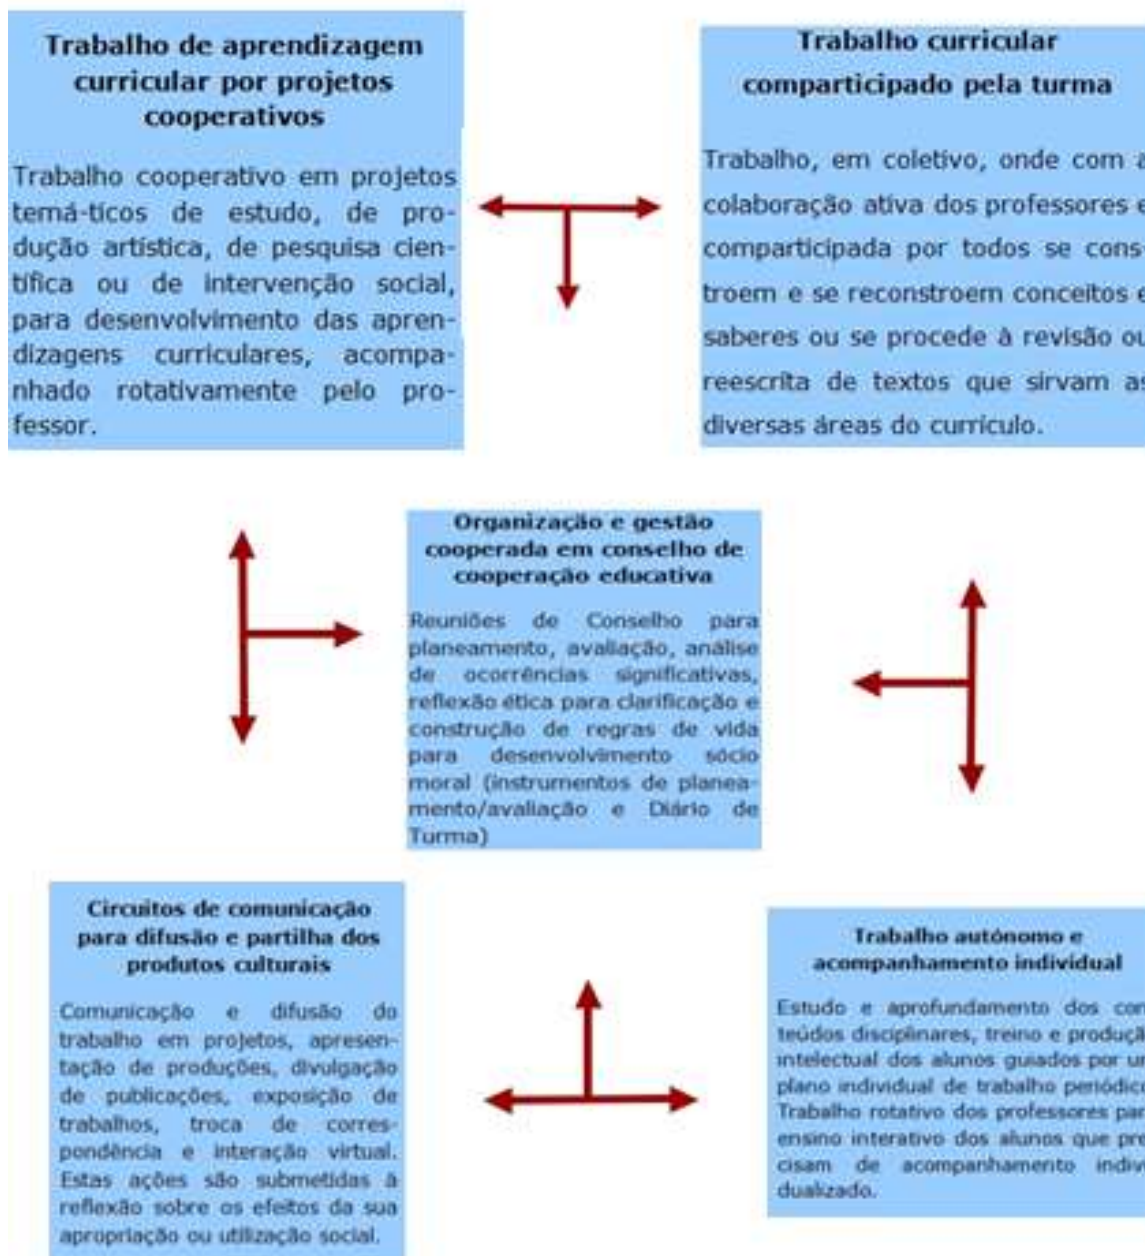 Trabalho de aprendizagem
curricular por projetos
cooperativos
Trabalho cooperativo em projetos
temá-ticos de estudo, de pro-
dução artística, de pesquisa cien-
tífica ou de intervenção social,
para desenvolvimento das apren-
dizagens curriculares, acompa-
nhado rotativamente pelo pro-
fessor.
Trabalho curricular
comparticipado pela turma
Trabalho, em coletivo, onde com a
colaboração ativa dos professores e
comparticipada por todos se cons-
troem e se reconstroem conceitos e
saberes ou se procede à revisão ou
reescrita de textos que sirvam as
diversas áreas do currículo.
Organização e gestão
cooperada em conselho de
cooperação educativa
Reuniões de Conselho para
planeamento, avaliação, análise
de ocorrências significativas,
reflexão ética para clarificação e
construção de regras de vida
para desenvolvimento sócio
moral (instrumentos de planea-
mento/avaliação e Diário de
Turma)
Circuitos de comunicação
para difusão e partilha dos
produtos culturais
Comunicação e difusão do
trabalho em projetos, apresen-
tação de produções, divulgação
de publicações, exposição de
trabalhos, troca de corres-
pondência e interação virtual.
Estas ações são submetidas à
reflexão sobre os efeitos da sua
apropriação ou utilização social.
Trabalho autónomo e
acompanhamento individual
Estudo e aprofundamento dos con
teúdos disciplinares, treino e produçã
intelectual dos alunos guiados por un
plano individual de trabalho periódic
Trabalho rotativo dos professores par
ensino interativo dos alunos que pre
cisam de acompanhamento indiv
dualizado.